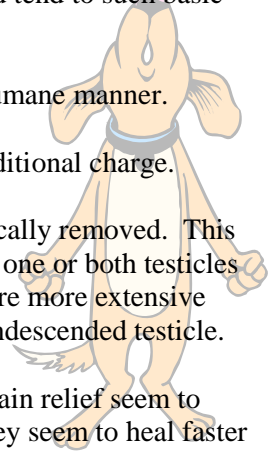 d tend to such basic
umane manner.
ditional charge.
cally removed. This
one or both testicles
re more extensive
ndescended testicle.
ain relief seem to
ey seem to heal faster